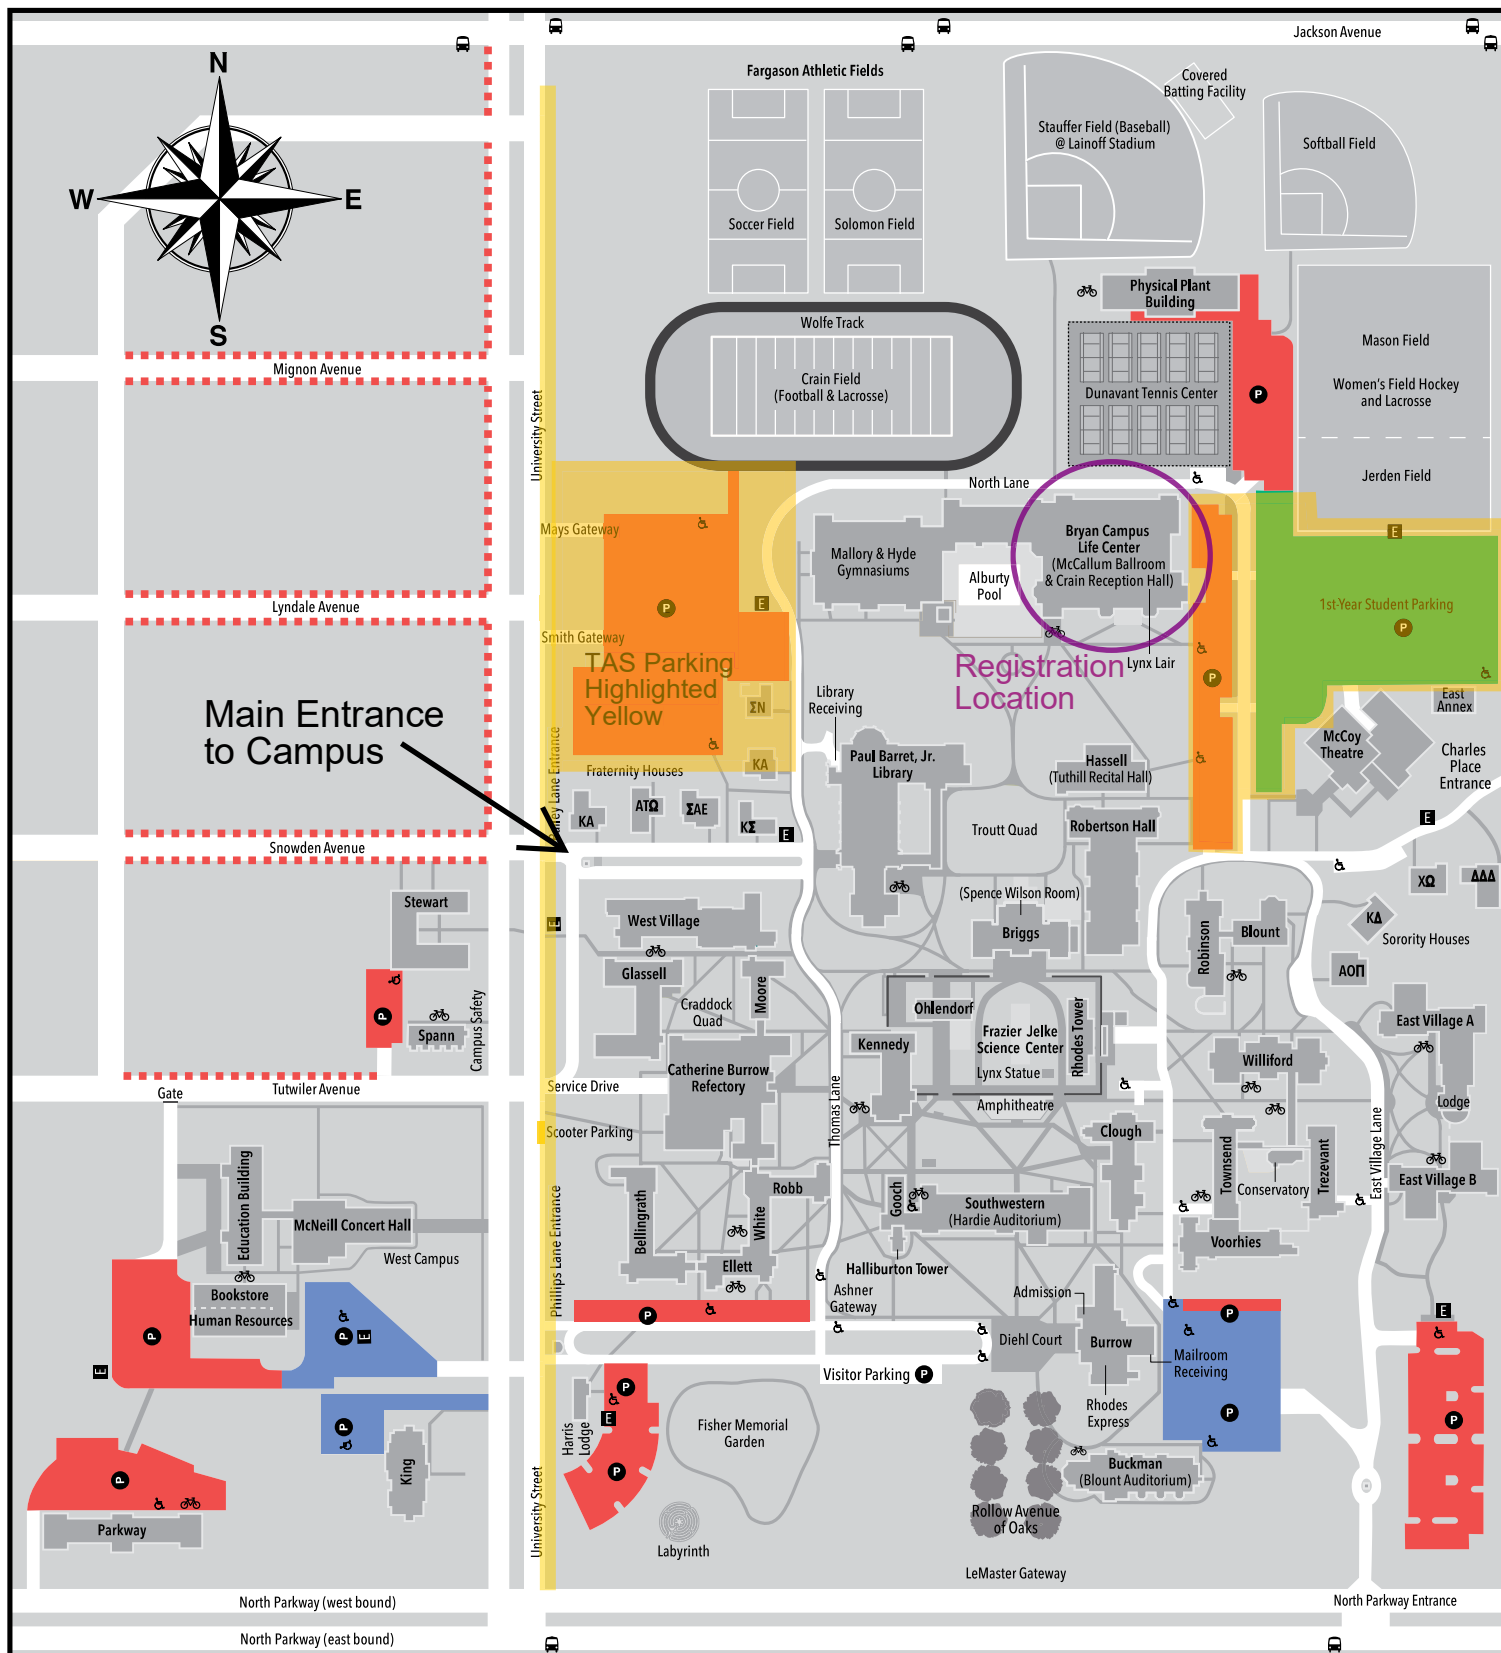 Jackson Avenue
N
W
E
S
Fargason Athletic Fields
Soccer Field
Solomon Field
Stauffer Field (Baseball)
@ Lainoff Stadium
Covered
Batting Facility
Softball Field
Physical Plant
Building
Wolfe Track
Crain Field
(Football & Lacrosse)
Dunavant Tennis Center
P
Mason Field
Women's Field Hockey
and Lacrosse
Jerden Field
Mignon Avenue
University Street
North Lane
Mays Gateway
Mallory & Hyde
Gymnasiums
Alburty
Pool
Bryan Campus
Life Center
(McCallum Ballroom
& Crain Reception Hall)
E
1st-Year Student Parking
P
Lyndale Avenue
P
E
Smith Gateway
TAS Parking
Highlighted
Yellow
Registration
Location
Lynx Lair
P
Main Entrance
to Campus
ΣN
KA
Library
Receiving
East
Annex
McCoy
Theatre
Charles
Place
Entrance
Bailey Lane Entrance
Fraternity Houses
Paul Barret, Jr.
Library
Hassell
(Tuthill Recital Hall)
KA
ATΩ
ΣAE
KΣ
E
Troutt Quad
Robertson Hall
E
Snowden Avenue
Stewart
(Spence Wilson Room)
Briggs
XΩ
ΔΔΔ
KΔ
Sorority Houses
AOΠ
E
West Village
Robinson
Blount
Glassell
Moore
Craddock
Quad
P
Spann
Campus Safety
Ohlendorf
Frazier Jelke
Science Center
Lynx Statue
Rhodes Tower
East Village A
Kennedy
Catherine Burrow
Refectory
Williford
Tutwiler Avenue
Gate
Service Drive
Amphitheatre
Lodge
Scooter Parking
Thomas Lane
Clough
Townsend
Conservatory
Trezevant
East Village Lane
East Village B
Education Building
McNeill Concert Hall
West Campus
Bellingrath
Robb
White
Ellett
Gooch
Southwestern
(Hardie Auditorium)
Voorhies
Phillips Lane Entrance
Halliburton Tower
Bookstore
Human Resources
Ashner
Gateway
Admission
P
P
E
P
P
E
E
Diehl Court
Burrow
Mailroom
Receiving
Visitor Parking P
Rhodes
Express
P
E
P
P
Harris
Lodge
Fisher Memorial
Garden
P
P
P
King
Buckman
(Blount Auditorium)
P
Parkway
University Street
Labyrinth
Rollow Avenue
of Oaks
LeMaster Gateway
North Parkway (west bound)
North Parkway Entrance
North Parkway (east bound)